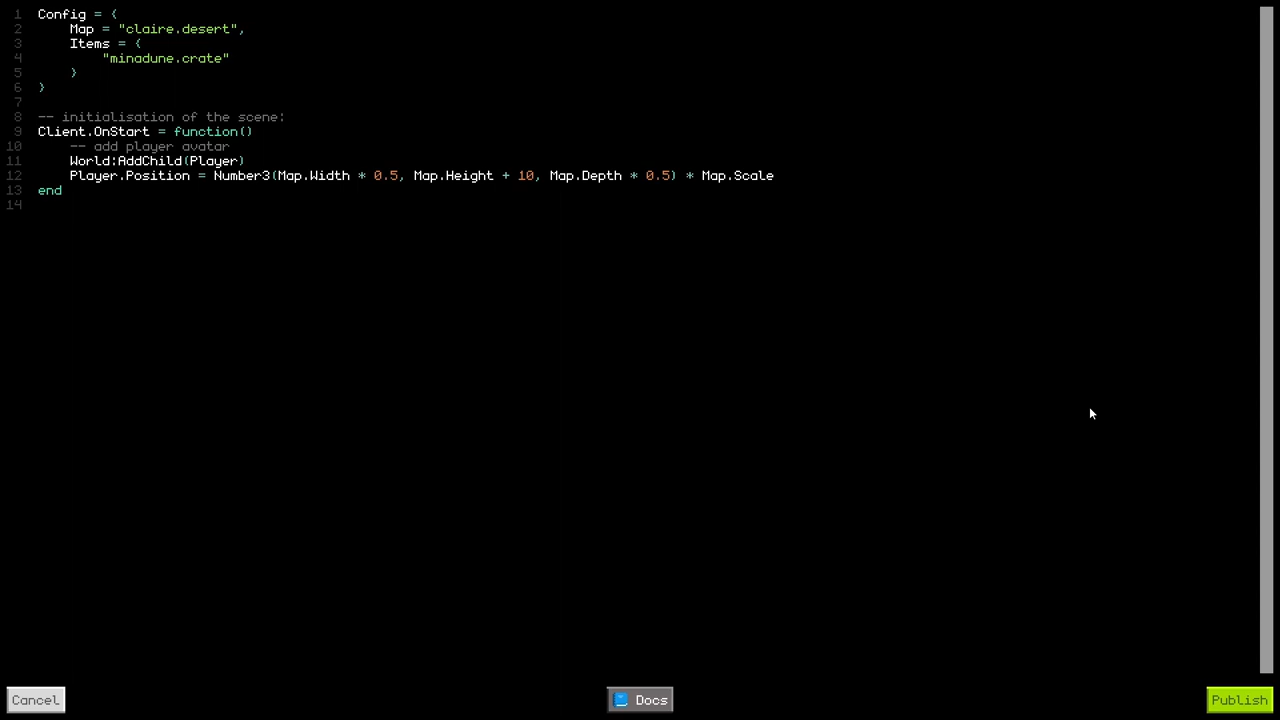 1 Config = {
2     Map = "claire.desert",
3     Items = {
4         "minadune.crate"
5     }
6 }
7
8 -- initialisation of the scene:
9 Client.OnStart = function()
10     -- add player avatar
11     World:AddChild(Player)
12     Player.Position = Number3(Map.Width * 0.5, Map.Height + 10, Map.Depth * 0.5) * Map.Scale
13 end
14
Cancel
Docs
Publish